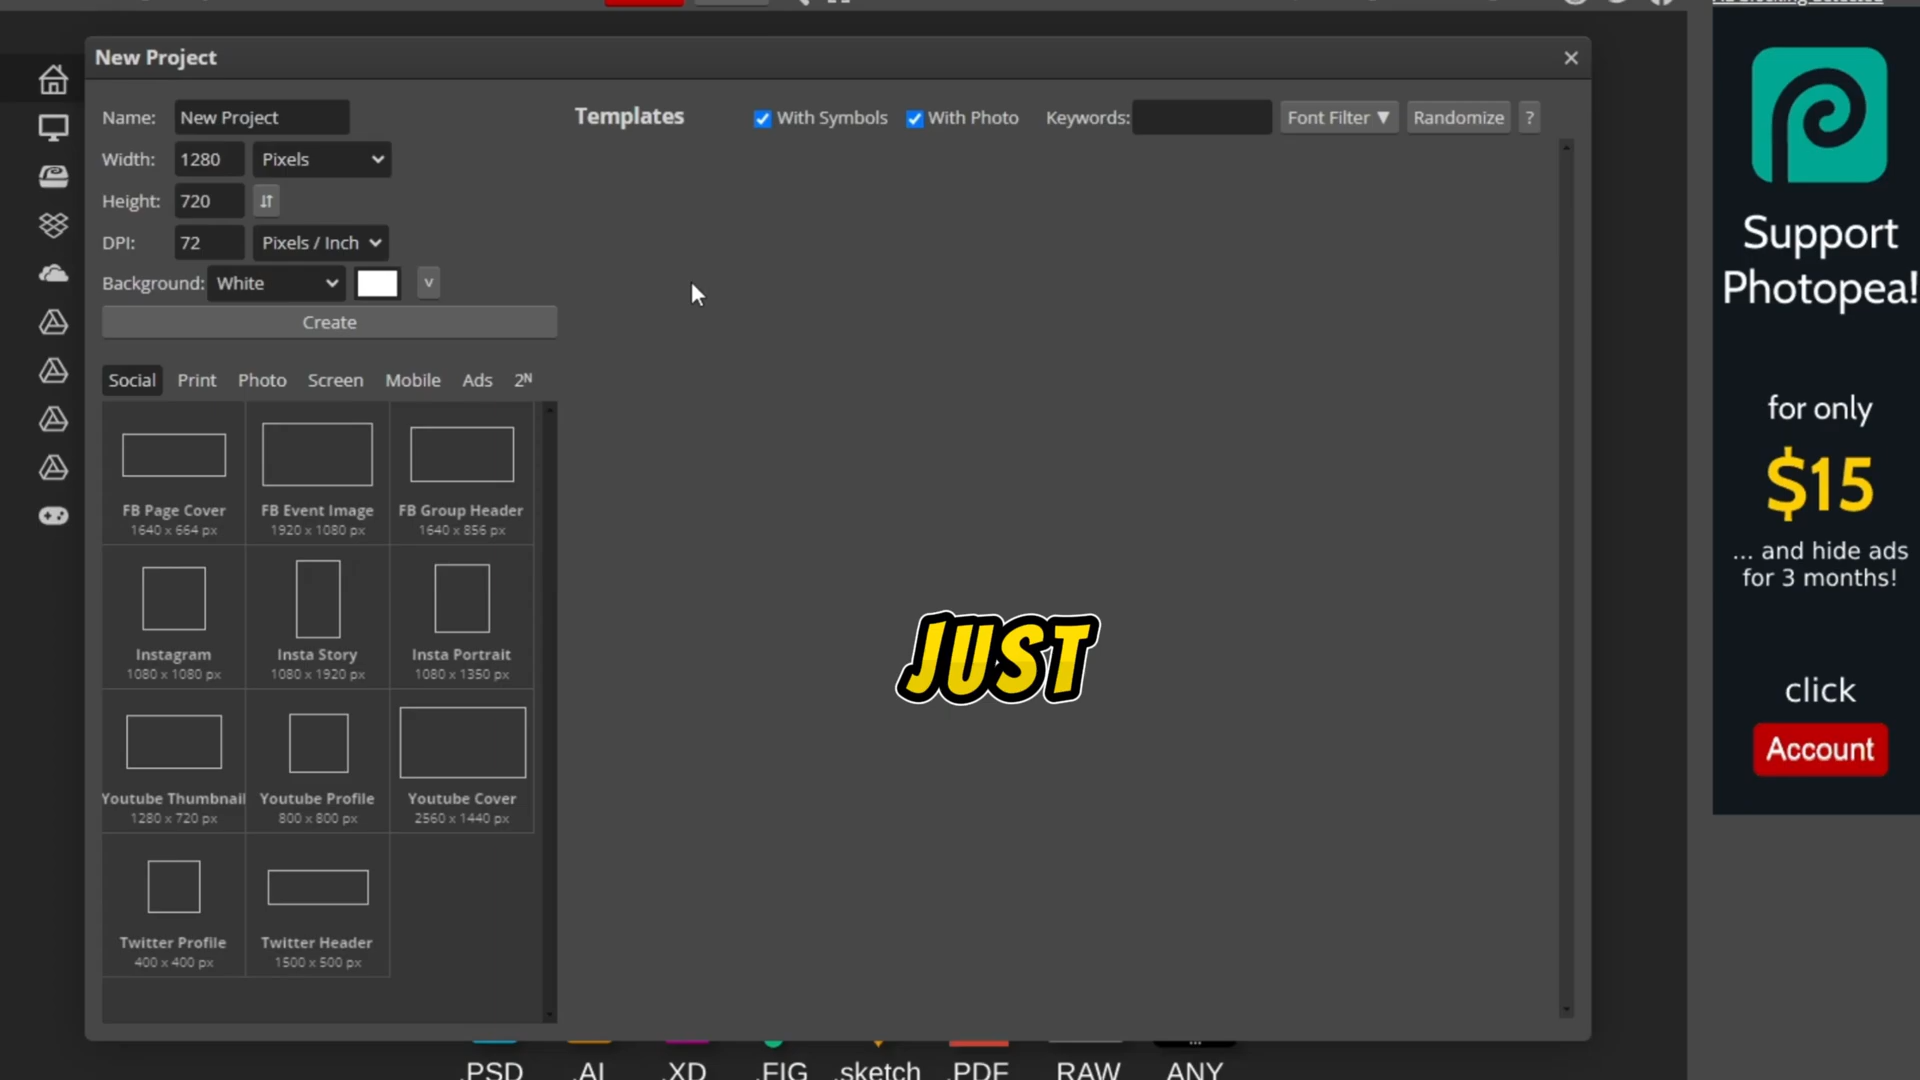 New Project
Name: New Project
Width: 1280 Pixels
Height: 720
DPI: 72 Pixels / Inch
Background: White v
Create
Templates With Symbols With Photo Keywords: Font Filter ▼ Randomize ?
Social Print Photo Screen Mobile Ads 2ᴺ
FB Page Cover FB Event Image FB Group Header
1640 x 664 px 1920 x 1080 px 1640 x 856 px
Instagram Insta Story Insta Portrait
1080 x 1080 px 1080 x 1920 px 1080 x 1350 px
Youtube Thumbnail Youtube Profile Youtube Cover
1280 x 720 px 800 x 800 px 2560 x 1440 px
Twitter Profile Twitter Header
400 x 400 px 1500 x 500 px
JUST
Support
Photopea!
for only
$15
... and hide ads
for 3 months!
click
Account
.PSD .AI .XD .FIG .sketch .PDF RAW ANY